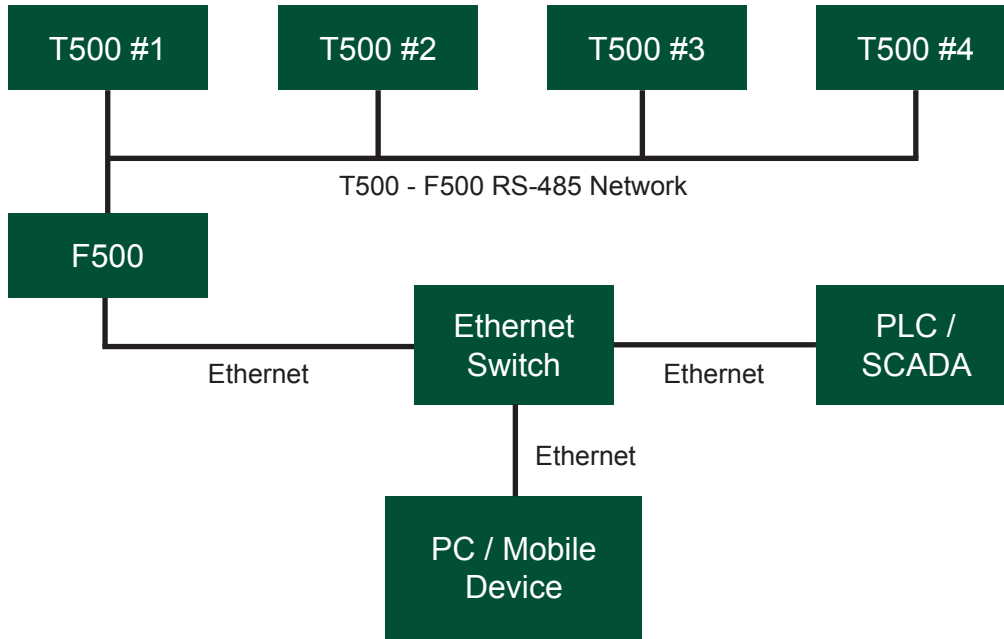 T500 #1
T500 #2
T500 #3
T500 #4
T500 - F500 RS-485 Network
F500
Ethernet
Switch
PLC /
SCADA
Ethernet
Ethernet
Ethernet
PC / Mobile
Device